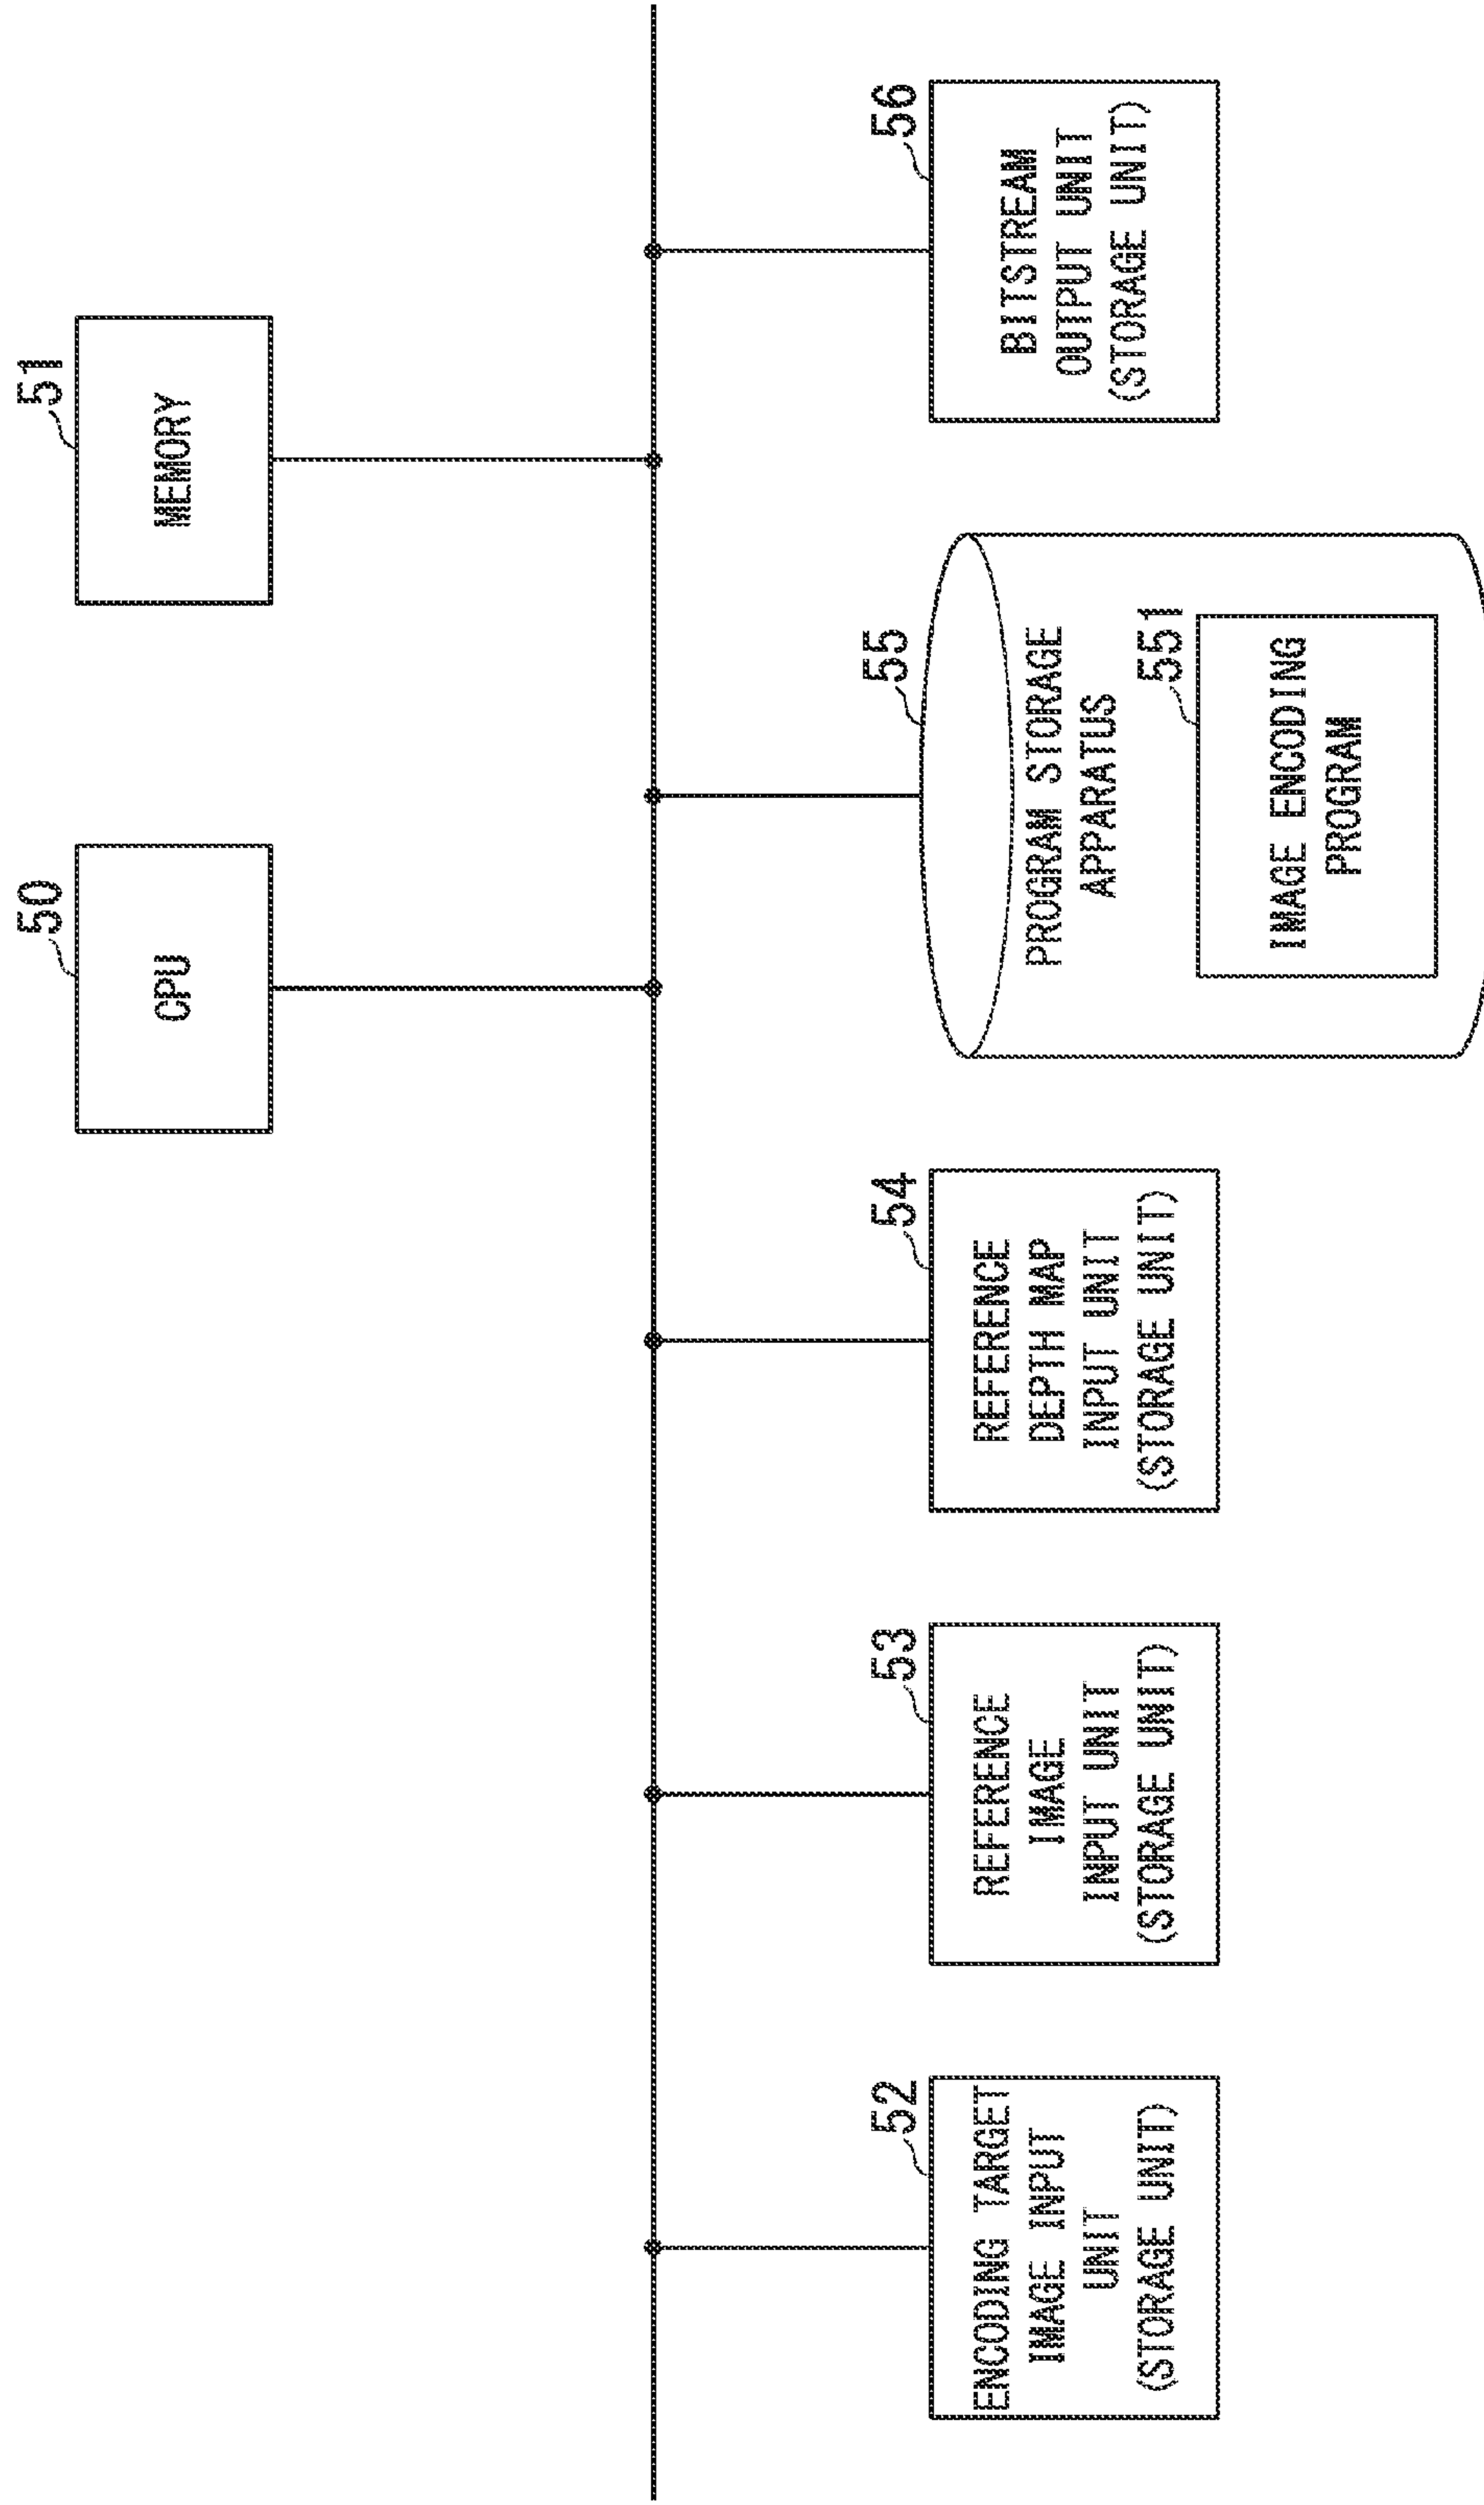 50
CPU
51
MEMORY
52
ENCODING TARGET
IMAGE INPUT
UNIT
(STORAGE UNIT)
53
REFERENCE
IMAGE
INPUT UNIT
(STORAGE UNIT)
54
REFERENCE
DEPTH MAP
INPUT UNIT
(STORAGE UNIT)
55
PROGRAM STORAGE
APPARATUS
551
IMAGE ENCODING
PROGRAM
56
BITSTREAM
OUTPUT UNIT
(STORAGE UNIT)